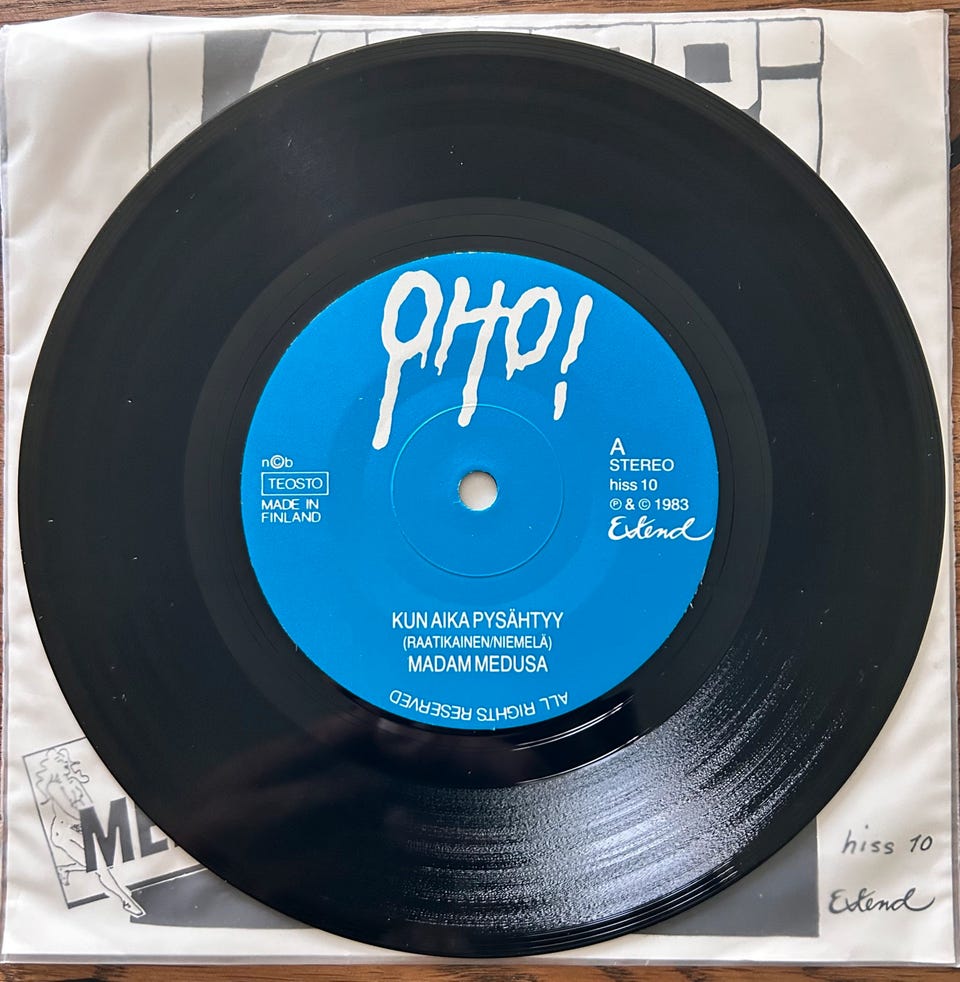 OHO!
n©b
TEOSTO
MADE IN
FINLAND
A
STEREO
hiss 10
℗ & © 1983
Extend
KUN AIKA PYSÄHTYY
(RAATIKAINEN/NIEMELÄ)
MADAM MEDUSA
ALL RIGHTS RESERVED
hiss 10
Extend